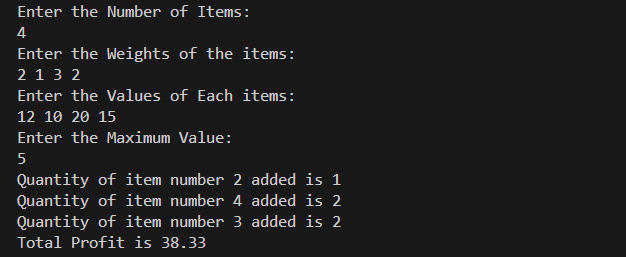 Enter the Number of Items:
4
Enter the Weights of the items:
2 1 3 2
Enter the Values of Each items:
12 10 20 15
Enter the Maximum Value:
5
Quantity of item number 2 added is 1
Quantity of item number 4 added is 2
Quantity of item number 3 added is 2
Total Profit is 38.33